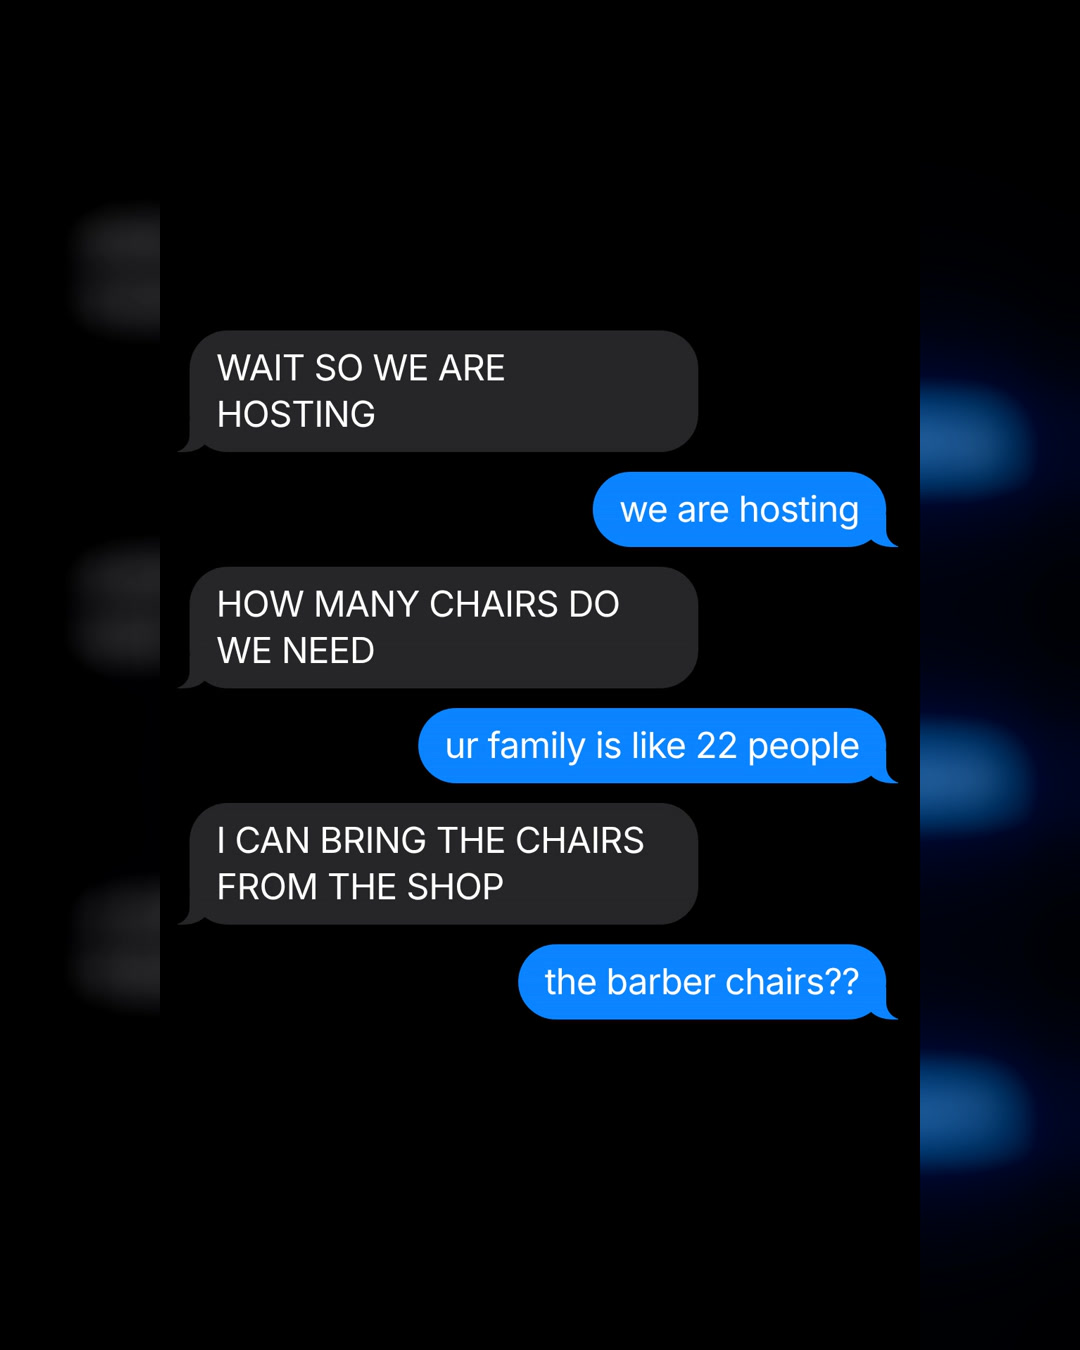 WAIT SO WE ARE
HOSTING
we are hosting
HOW MANY CHAIRS DO
WE NEED
ur family is like 22 people
I CAN BRING THE CHAIRS
FROM THE SHOP
the barber chairs??